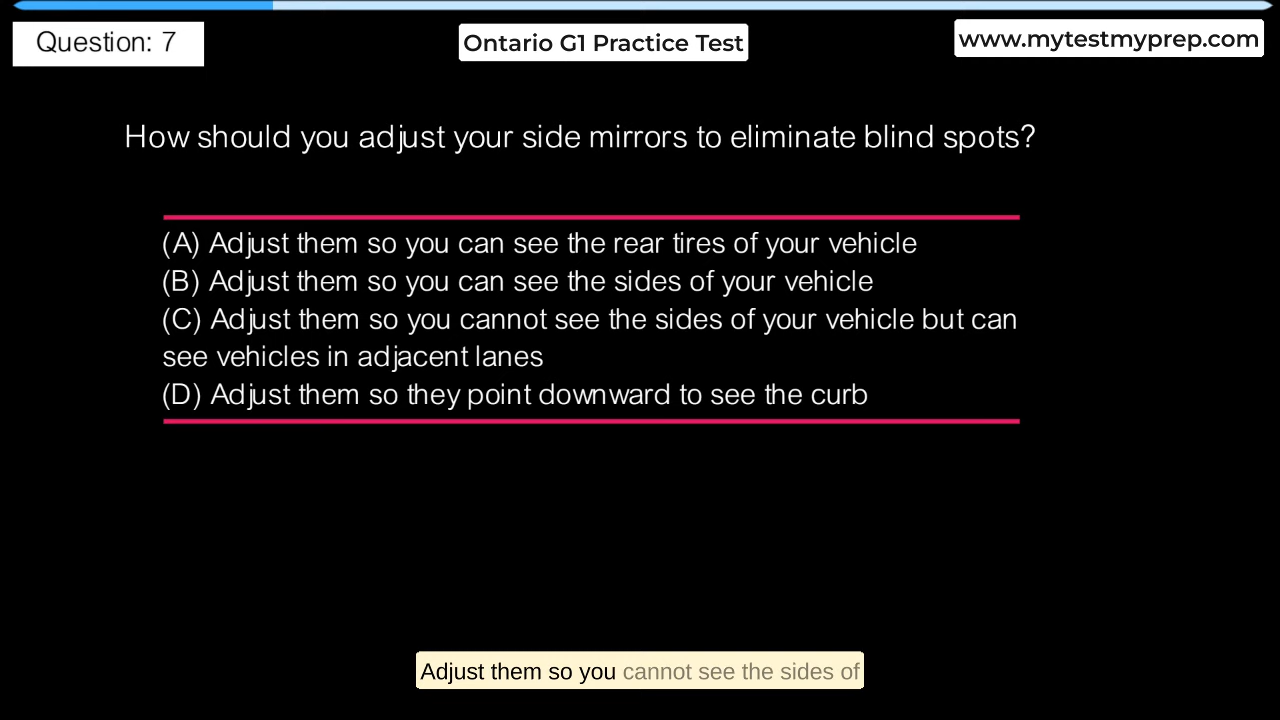 Question: 7
Ontario G1 Practice Test
www.mytestmyprep.com
How should you adjust your side mirrors to eliminate blind spots?
(A) Adjust them so you can see the rear tires of your vehicle
(B) Adjust them so you can see the sides of your vehicle
(C) Adjust them so you cannot see the sides of your vehicle but can
see vehicles in adjacent lanes
(D) Adjust them so they point downward to see the curb
Adjust them so you cannot see the sides of